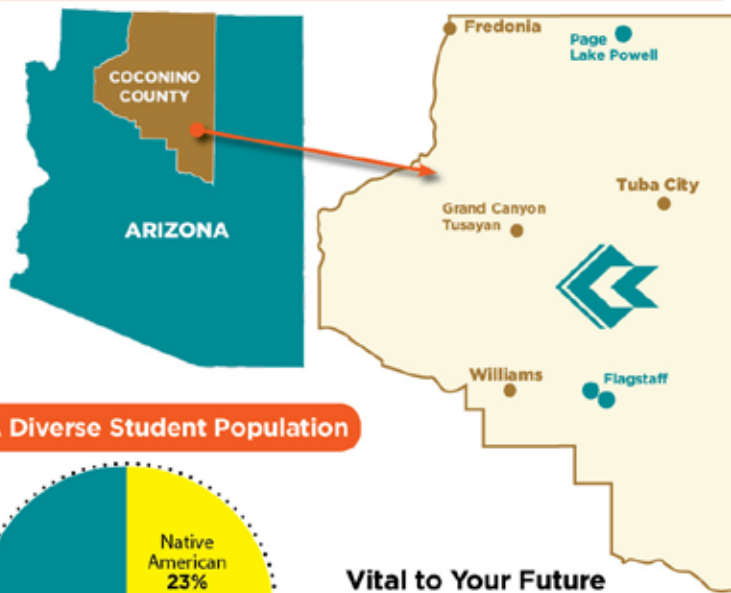 COCONINO
COUNTY
ARIZONA
Fredonia
Page
Lake Powell
Tuba City
Grand Canyon
Tusayan
Williams
Flagstaff
Diverse Student Population
Native
American
23%
Vital to Your Future